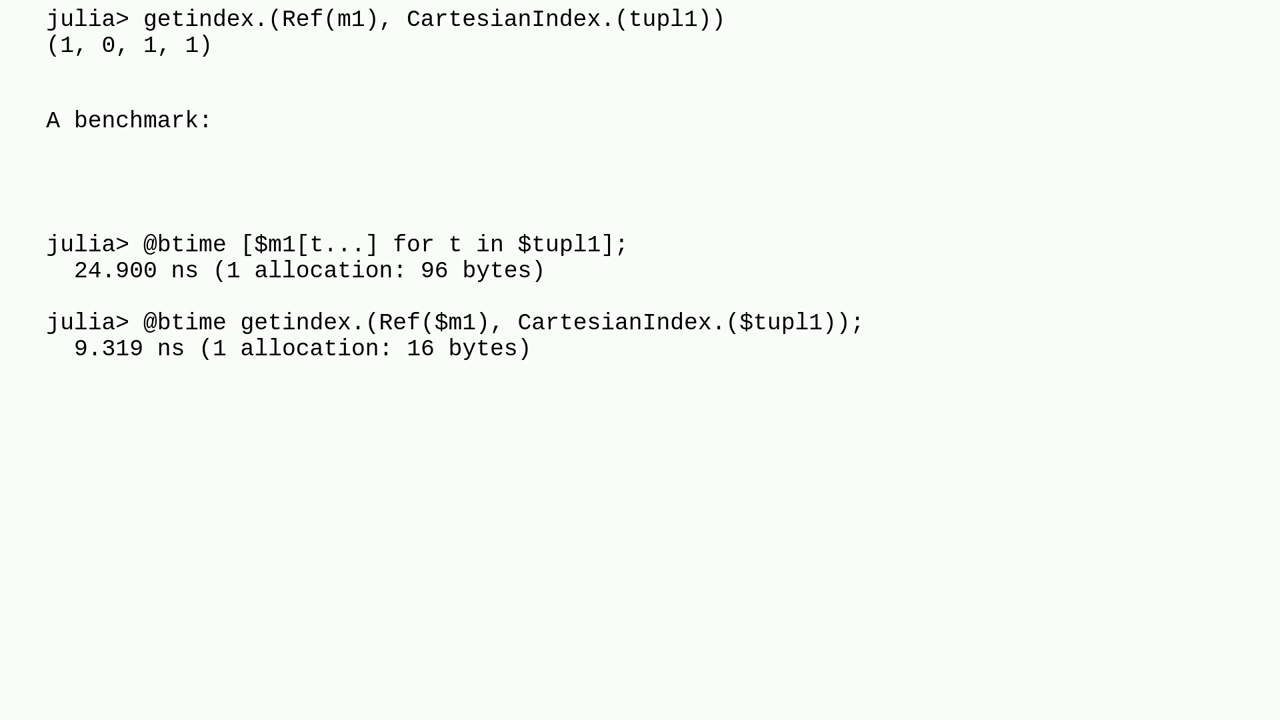 julia> getindex.(Ref(m1), CartesianIndex.(tupl1))
(1, 0, 1, 1)
A benchmark:
julia> @btime [$m1[t...] for t in $tupl1];
  24.900 ns (1 allocation: 96 bytes)
julia> @btime getindex.(Ref($m1), CartesianIndex.($tupl1));
  9.319 ns (1 allocation: 16 bytes)